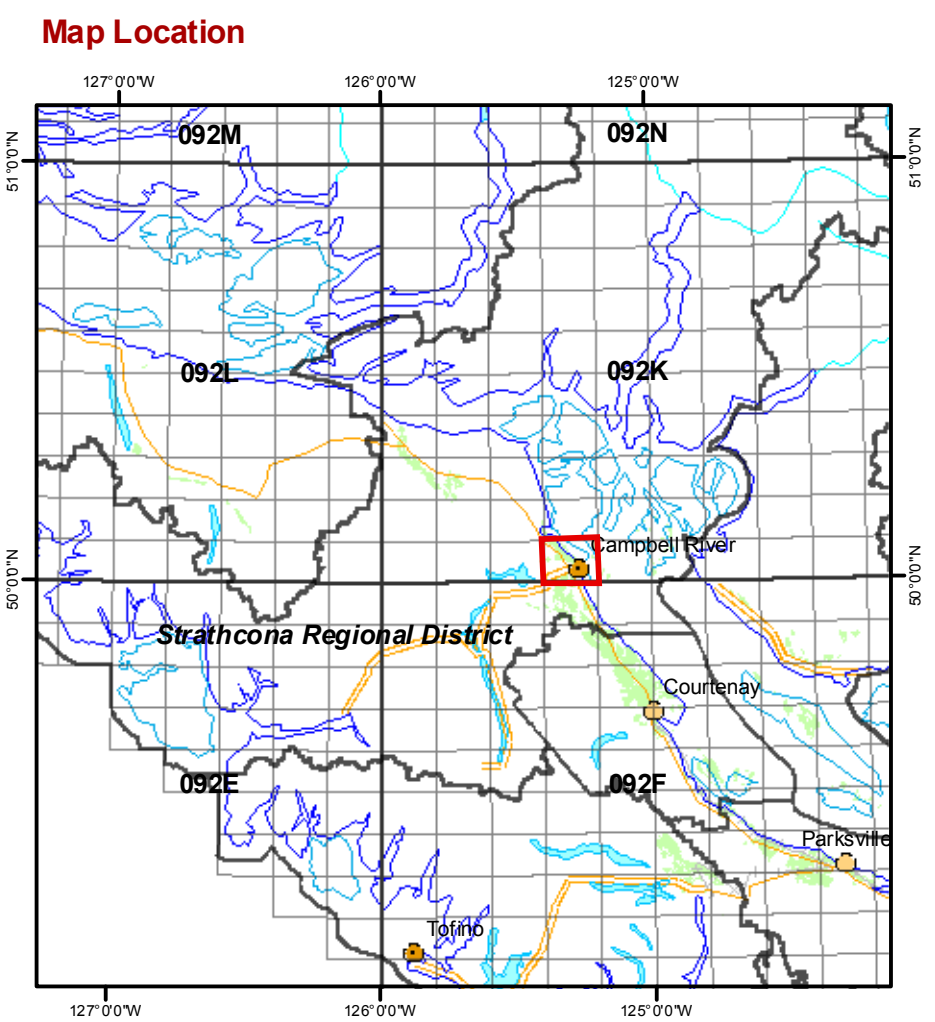 Map Location
127°0'0"W 126°0'0"W 125°0'0"W
51°0'0"N
51°0'0"N
092M 092N
092L 092K
Campbell River
50°0'0"N
50°0'0"N
Strathcona Regional District
Courtenay
092E 092F
Parksville
Tofino
127°0'0"W 126°0'0"W 125°0'0"W